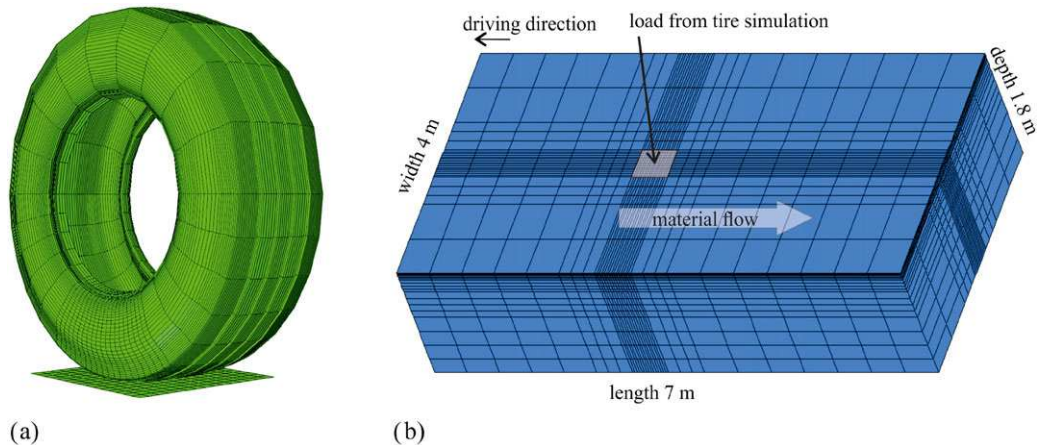 driving direction
load from tire simulation
depth 1.8 m
width 4 m
material flow
length 7 m
(a)
(b)